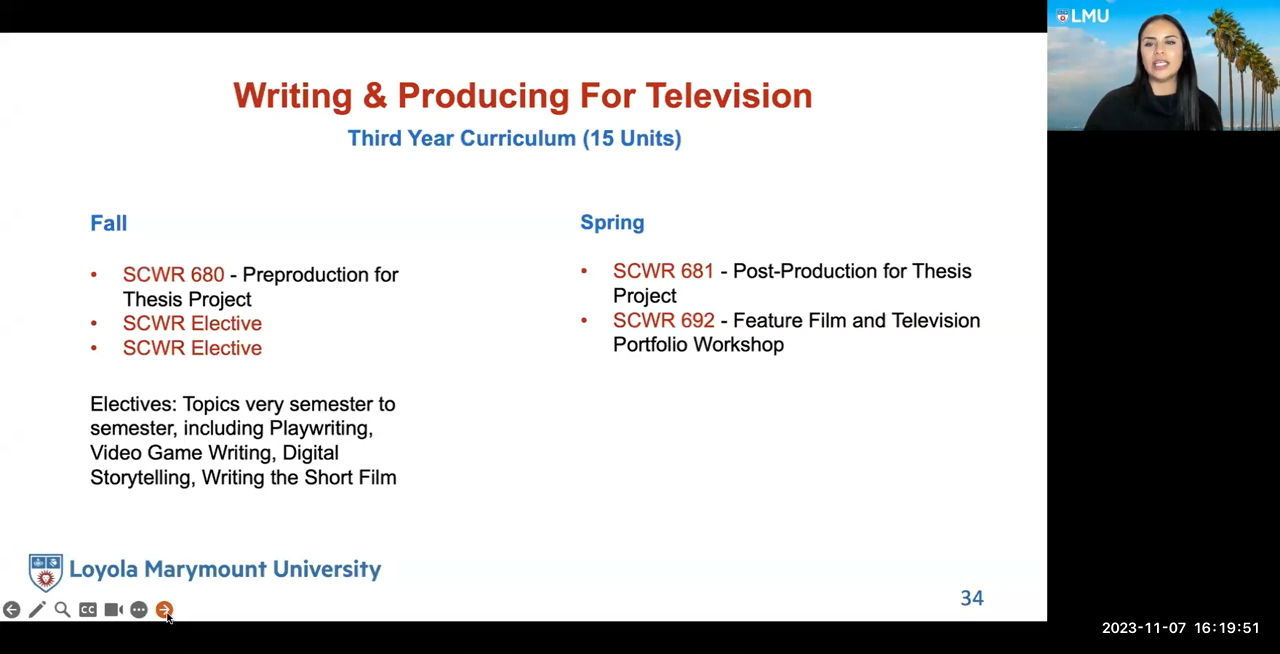 LMU
Writing & Producing For Television
Third Year Curriculum (15 Units)
Fall
• SCWR 680 - Preproduction for
Thesis Project
• SCWR Elective
• SCWR Elective
Electives: Topics very semester to
semester, including Playwriting,
Video Game Writing, Digital
Storytelling, Writing the Short Film
Spring
• SCWR 681 - Post-Production for Thesis
Project
• SCWR 692 - Feature Film and Television
Portfolio Workshop
Loyola Marymount University
34
CC
2023-11-07 16:19:51